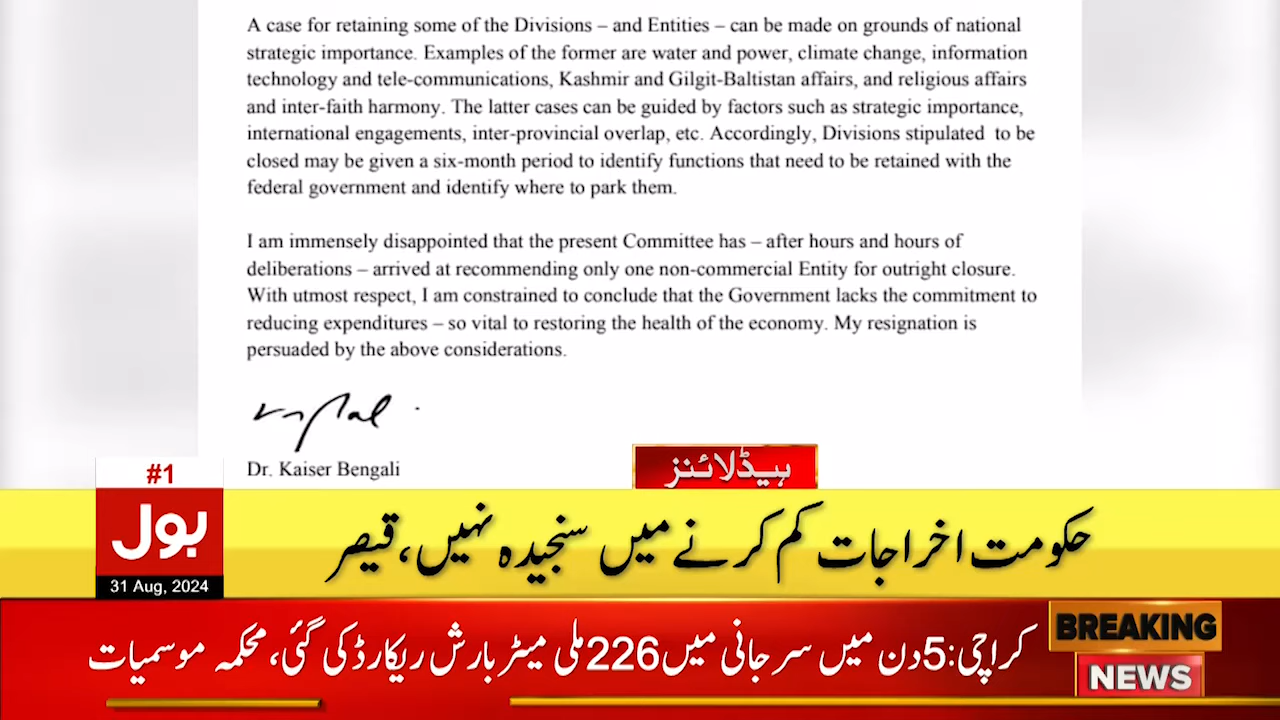 A case for retaining some of the Divisions – and Entities – can be made on grounds of national
strategic importance. Examples of the former are water and power, climate change, information
technology and tele-communications, Kashmir and Gilgit-Baltistan affairs, and religious affairs
and inter-faith harmony. The latter cases can be guided by factors such as strategic importance,
international engagements, inter-provincial overlap, etc. Accordingly, Divisions stipulated to be
closed may be given a six-month period to identify functions that need to be retained with the
federal government and identify where to park them.
I am immensely disappointed that the present Committee has – after hours and hours of
deliberations – arrived at recommending only one non-commercial Entity for outright closure.
With utmost respect, I am constrained to conclude that the Government lacks the commitment to
reducing expenditures – so vital to restoring the health of the economy. My resignation is
persuaded by the above considerations.
Dr. Kaiser Bengali
ہیڈلائنز
#1
بول
31 Aug, 2024
حکومت اخراجات کم کرنے میں سنجیدہ نہیں، قیصر
BREAKING
NEWS
کراچی:5دن میں سرجانی میں226ملی میٹربارش ریکارڈکی گئی، محکمہ موسمیات